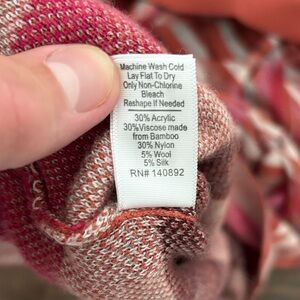 Machine Wash Cold
Lay Flat To Dry
Only Non-Chlorine
Bleach
Reshape If Needed
30% Acrylic
30%Viscose made
from Bamboo
30% Nylon
5% Wool
5% Silk
RN# 140892